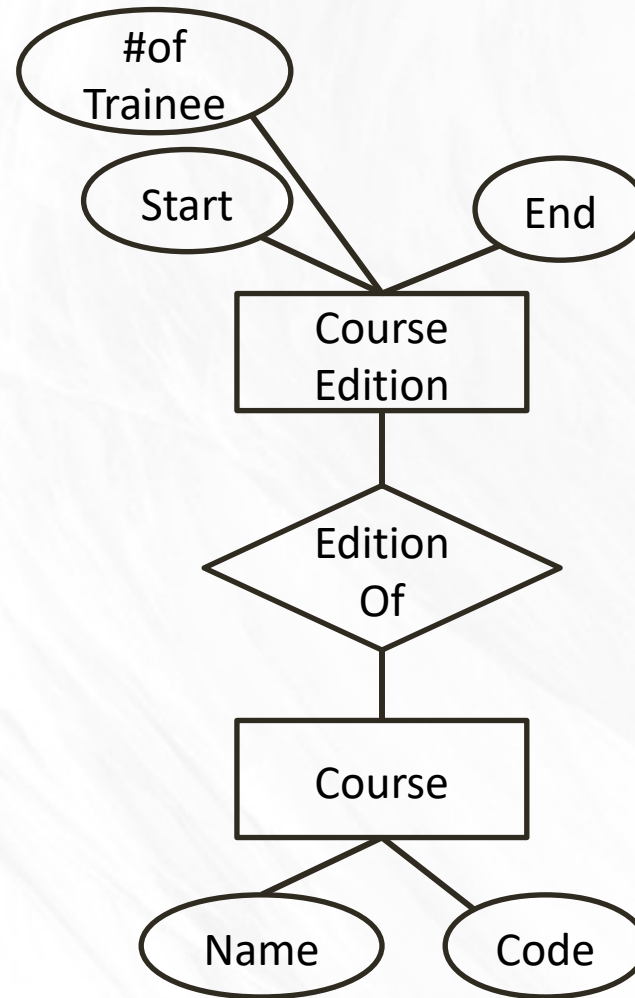 #of
Trainee
Start
End
Course
Edition
Edition
Of
Course
Name
Code